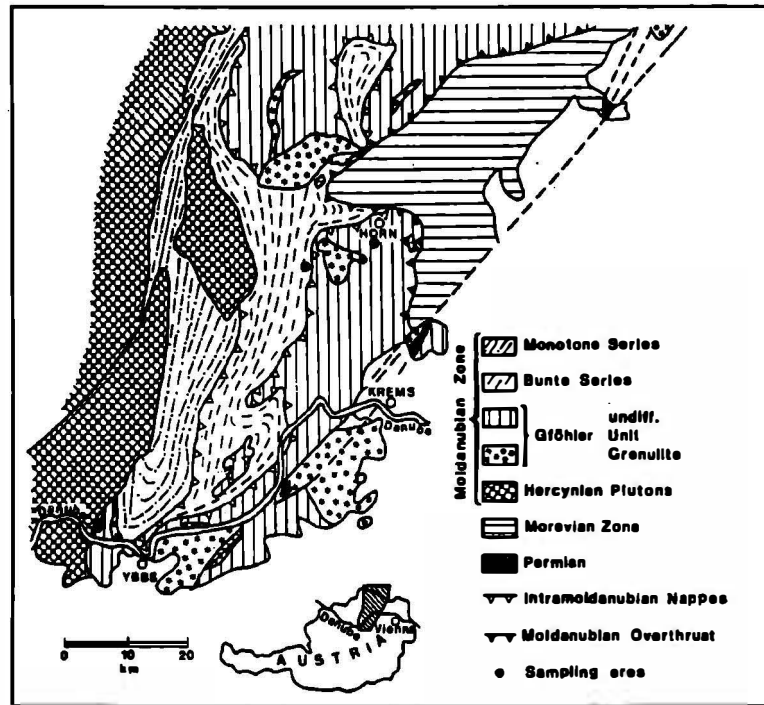 HORN
KREMS
Danube
Danube
YBBS
0 10 20
km
Danube
Vienna
AUSTRIA
Moldanubian Zone
Monotone Series
Bunte Series
undiff.
Gföhler Unit
Granulite
Hercynian Plutons
Moravian Zone
Permian
Intramoldanubian Nappes
Moldanubian Overthrust
Sampling area